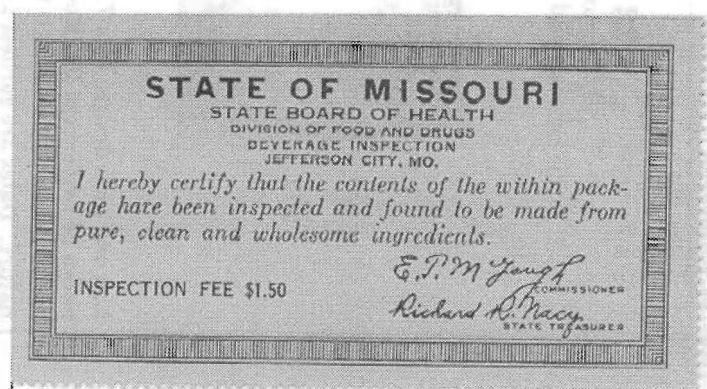 STATE OF MISSOURI
STATE BOARD OF HEALTH
DIVISION OF FOOD AND DRUGS
BEVERAGE INSPECTION
JEFFERSON CITY, MO.
I hereby certify that the contents of the within pack-
age have been inspected and found to be made from
pure, clean and wholesome ingredients.
E.P. M Gough
COMMISSIONER
INSPECTION FEE $1.50
Richard R. Nacy
STATE TREASURER